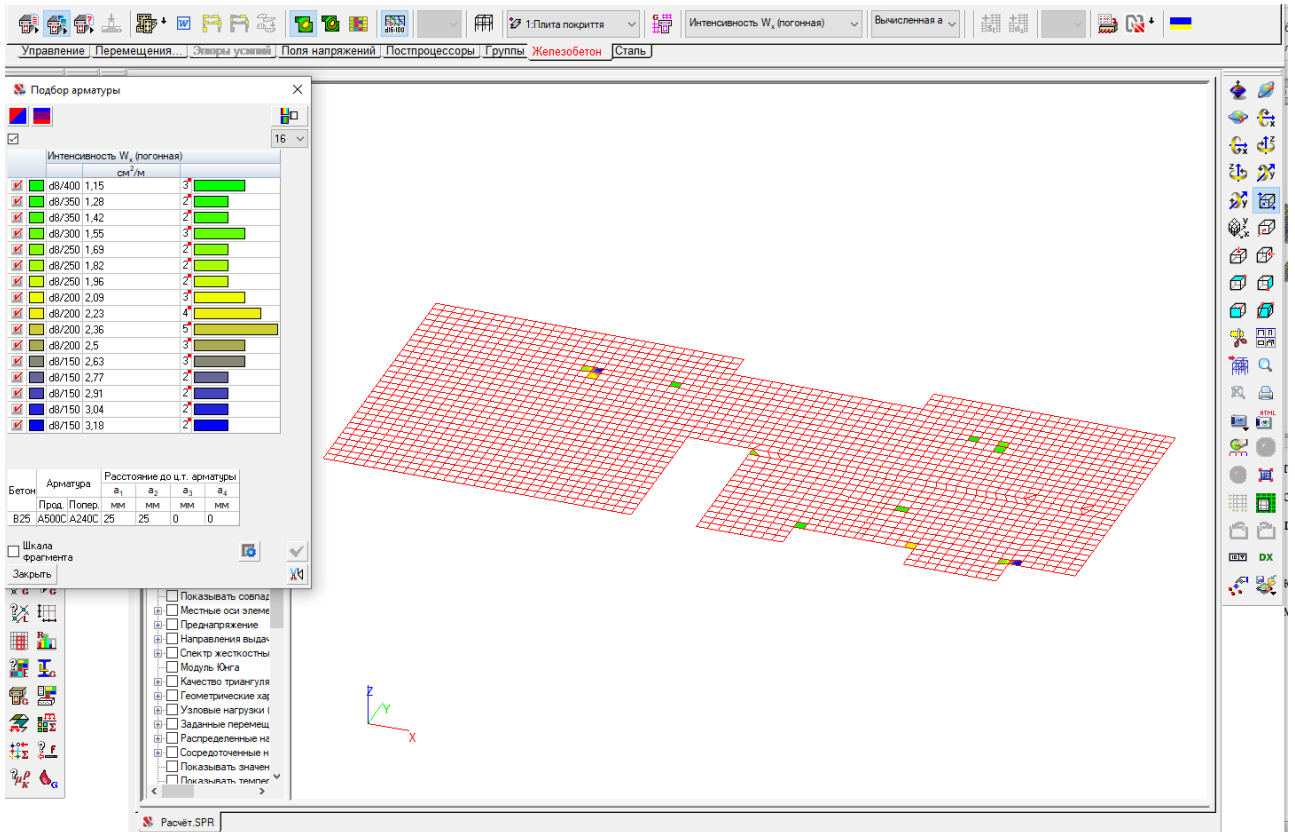 1:Плита покриття
Интенсивность Wx (погонная)
Вычисленная а
d16-100
Управление Перемещения... Эпюры усилий Поля напряжений Постпроцессоры Группы Железобетон Сталь
Подбор арматуры
16
Интенсивность Wx (погонная)
см2/м
d8/400 1,15 3
d8/350 1,28 2
d8/350 1,42 2
d8/300 1,55 3
d8/250 1,69 2
d8/250 1,82 2
d8/250 1,96 2
d8/200 2,09 3
d8/200 2,23 4
d8/200 2,36 5
d8/200 2,5 3
d8/150 2,63 3
d8/150 2,77 2
d8/150 2,91 2
d8/150 3,04 2
d8/150 3,18 2
Бетон Арматура Расстояние до ц.т. арматуры
a1 a2 a3 a4
Прод. Попер. мм мм мм мм
B25 A500C A240C 25 25 0 0
Шкала
фрагмента
Закрыть
Показывать совпад
Местные оси элеме
Преднапряжение
Направления выдач
Спектр жесткостны
Модуль Юнга
Качество триангуля
Геометрические хар
Узловые нагрузки (
Заданные перемещ
Распределенные на
Сосредоточенные н
Показывать значен
Показывать темпер
Z
Y
X
HTML
DX
Расчёт.SPR